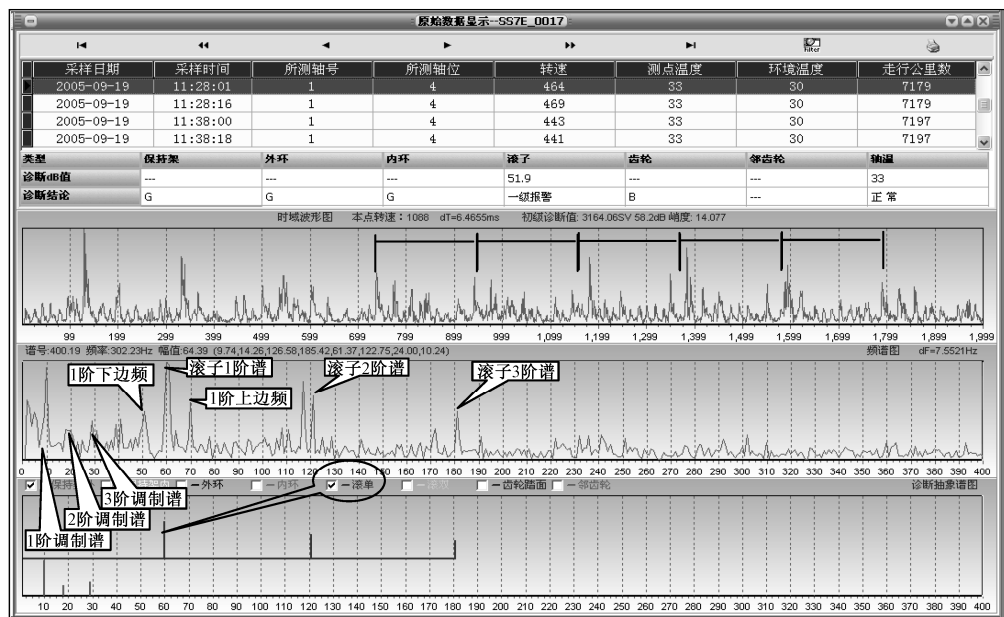 原始数据显示--SS7E_0017
Filter
采样日期 采样时间 所测轴号 所测轴位 转速 测点温度 环境温度 走行公里数
2005-09-19 11:28:01 1 4 464 33 30 7179
2005-09-19 11:28:16 1 4 469 33 30 7179
2005-09-19 11:38:00 1 4 443 33 30 7197
2005-09-19 11:38:18 1 4 441 33 30 7197
类型 保持架 外环 内环 滚子 齿轮 邻齿轮 轴温
诊断dB值 --- --- --- 51.9 --- --- 33
诊断结论 G G G 一级报警 B --- 正常
时域波形图 本点转速：1088 dT=6.4655ms 初级诊断值: 3164.06SV 58.2dB 峭度: 14.077
99 199 299 399 499 599 699 799 899 999 1,099 1,199 1,299 1,399 1,499 1,599 1,699 1,799 1,899 1,999
谱号:400.19 频率:302.23Hz 幅值:64.39 (9.74,14.26,126.58,185.42,61.37,122.75,24.00,10.24) 频谱图 dF=7.5521Hz
1阶下边频
滚子1阶谱
1阶上边频
滚子2阶谱
滚子3阶谱
0 20 30 50 60 70 80 90 100 110 120 130 140 150 160 170 180 190 200 210 220 230 240 250 260 270 280 290 300 310 320 330 340 350 360 370 380 390 400
一外环 一内环 一滚单 一滚双 一齿轮踏面 一邻齿轮 诊断抽象谱图
3阶调制谱
2阶调制谱
1阶调制谱
10 20 30 40 50 60 70 80 90 100 110 120 130 140 150 160 170 180 190 200 210 220 230 240 250 260 270 280 290 300 310 320 330 340 350 360 370 380 390 400